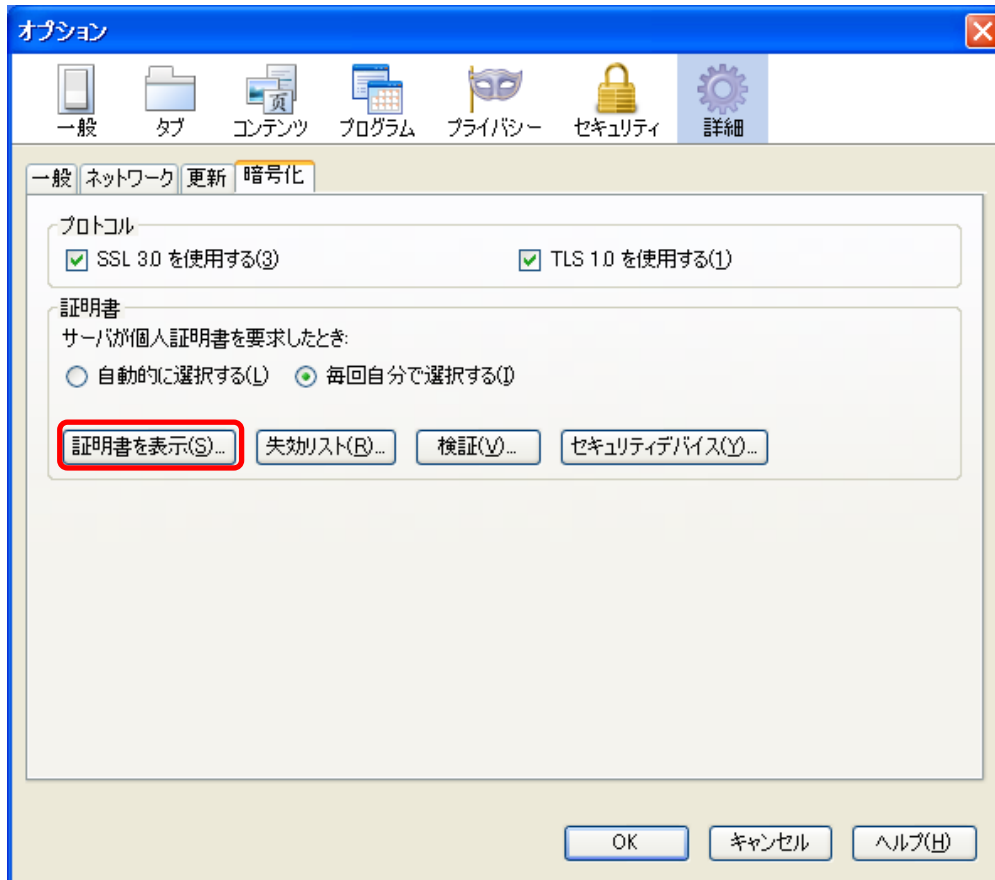 オプション
一般 タブ コンテンツ プログラム プライバシー セキュリティ 詳細
页
一般 ネットワーク 更新 暗号化
プロトコル
SSL 3.0 を使用する(3) TLS 1.0 を使用する(1)
証明書
サーバが個人証明書を要求したとき:
自動的に選択する(L) 毎回自分で選択する(I)
証明書を表示(S)... 失効リスト(R)... 検証(V)... セキュリティデバイス(Y)...
OK キャンセル ヘルプ(H)